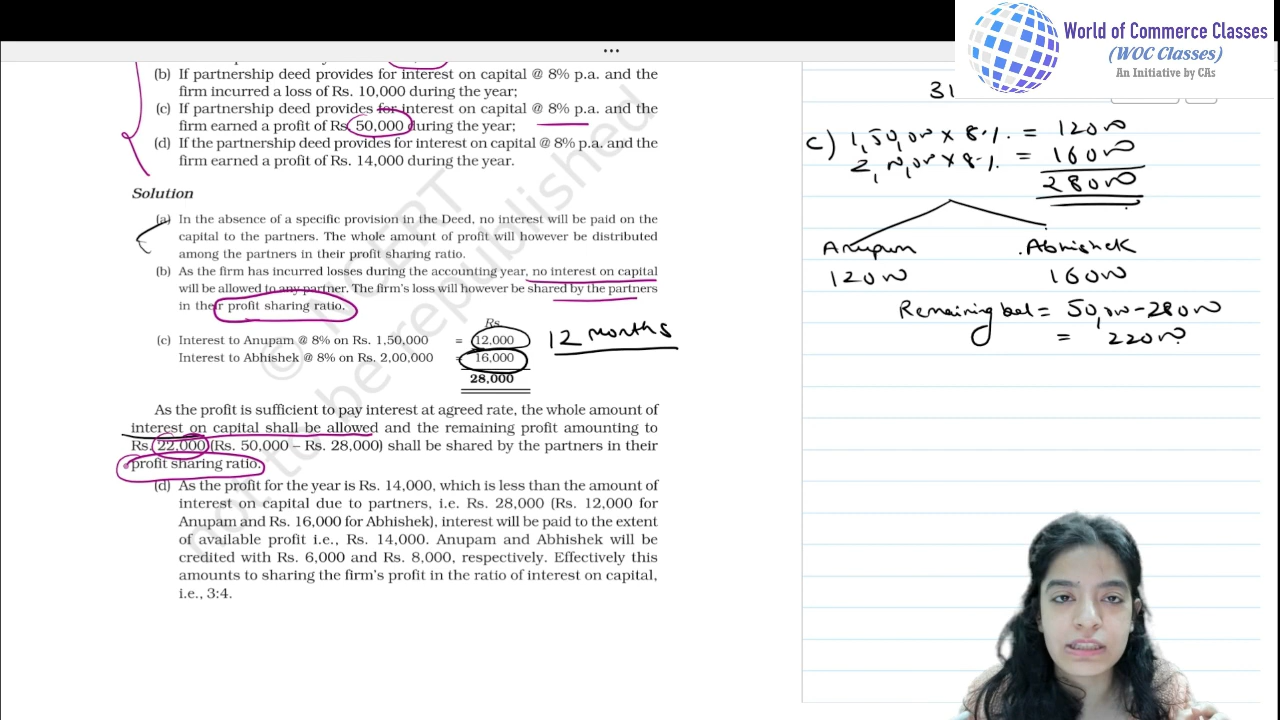 World of Commerce Classes
(WOC Classes)
An Initiative by CAs
(b) If partnership deed provides for interest on capital @ 8% p.a. and the
firm incurred a loss of Rs. 10,000 during the year;
(c) If partnership deed provides for interest on capital @ 8% p.a. and the
firm earned a profit of Rs 50,000 during the year;
(d) If the partnership deed provides for interest on capital @ 8% p.a. and the
firm earned a profit of Rs. 14,000 during the year.
Solution
(a) In the absence of a specific provision in the Deed, no interest will be paid on the
capital to the partners. The whole amount of profit will however be distributed
among the partners in their profit sharing ratio.
(b) As the firm has incurred losses during the accounting year, no interest on capital
will be allowed to any partner. The firm's loss will however be shared by the partners
in their profit sharing ratio.
Rs
(c) Interest to Anupam @ 8% on Rs. 1,50,000 = 12,000
12 months
Interest to Abhishek @ 8% on Rs. 2,00,000 = 16,000
28,000
As the profit is sufficient to pay interest at agreed rate, the whole amount of
interest on capital shall be allowed and the remaining profit amounting to
Rs. 22,000 (Rs. 50,000 – Rs. 28,000) shall be shared by the partners in their
profit sharing ratio.
(d) As the profit for the year is Rs. 14,000, which is less than the amount of
interest on capital due to partners, i.e. Rs. 28,000 (Rs. 12,000 for
Anupam and Rs. 16,000 for Abhishek), interest will be paid to the extent
of available profit i.e., Rs. 14,000. Anupam and Abhishek will be
credited with Rs. 6,000 and Rs. 8,000, respectively. Effectively this
amounts to sharing the firm's profit in the ratio of interest on capital,
i.e., 3:4.
© NCERT
not to be republished
31
c) 1,50,000 x 8% = 12000
2,00,000 x 8% = 16000
28000
Anupam Abhishek
12000 16000
Remaining bal = 50,000 - 28000
= 22000